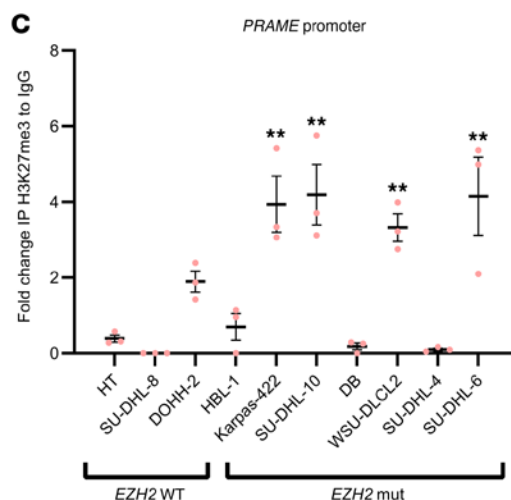 C
PRAME promoter
Fold change IP H3K27me3 to IgG
8
6
4
2
0
** ** ** **
HT SU-DHL-8 DOHH-2 HBL-1 Karpas-422 SU-DHL-10 DB WSU-DLCL2 SU-DHL-4 SU-DHL-6
EZH2 WT EZH2 mut